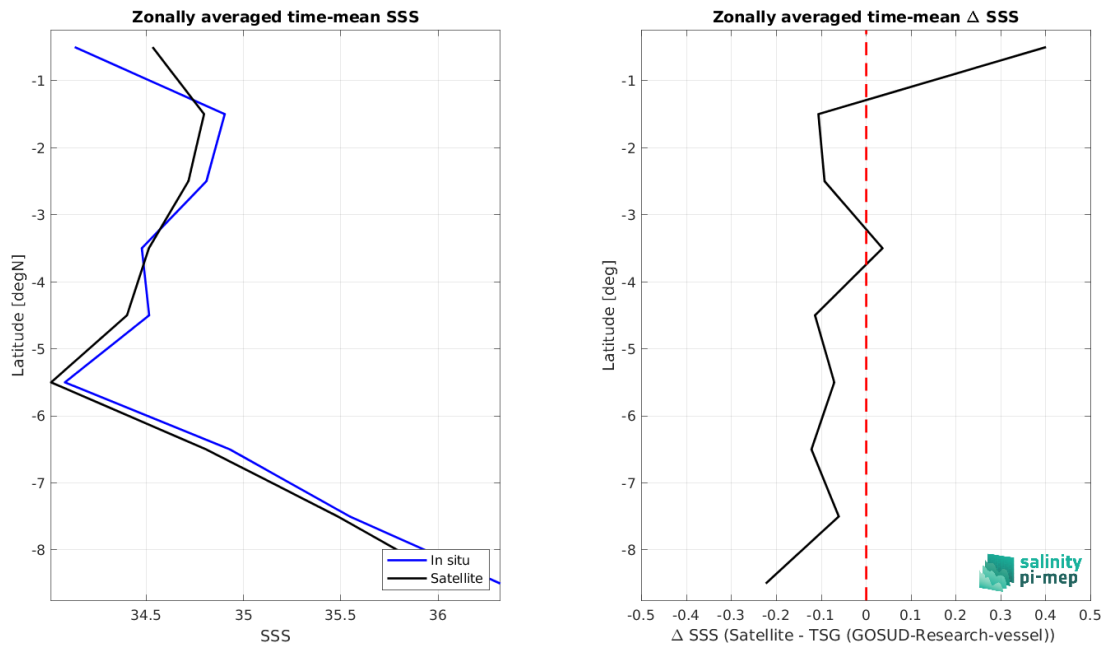 Zonally averaged time-mean SSS
-1
-2
-3
-4
-5
-6
-7
-8
Latitude [degN]
34.5 35 35.5 36
SSS
In situ
Satellite
Zonally averaged time-mean Δ SSS
-1
-2
-3
-4
-5
-6
-7
-8
Latitude [deg]
-0.5 -0.4 -0.3 -0.2 -0.1 0 0.1 0.2 0.3 0.4 0.5
Δ SSS (Satellite - TSG (GOSUD-Research-vessel))
salinity
pi-mep